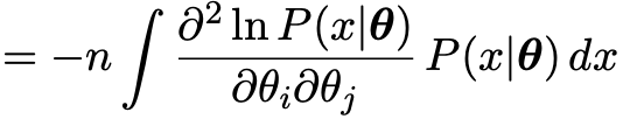 = −n ∫ ∂² ln P(x|θ) / ∂θᵢ∂θⱼ P(x|θ) dx